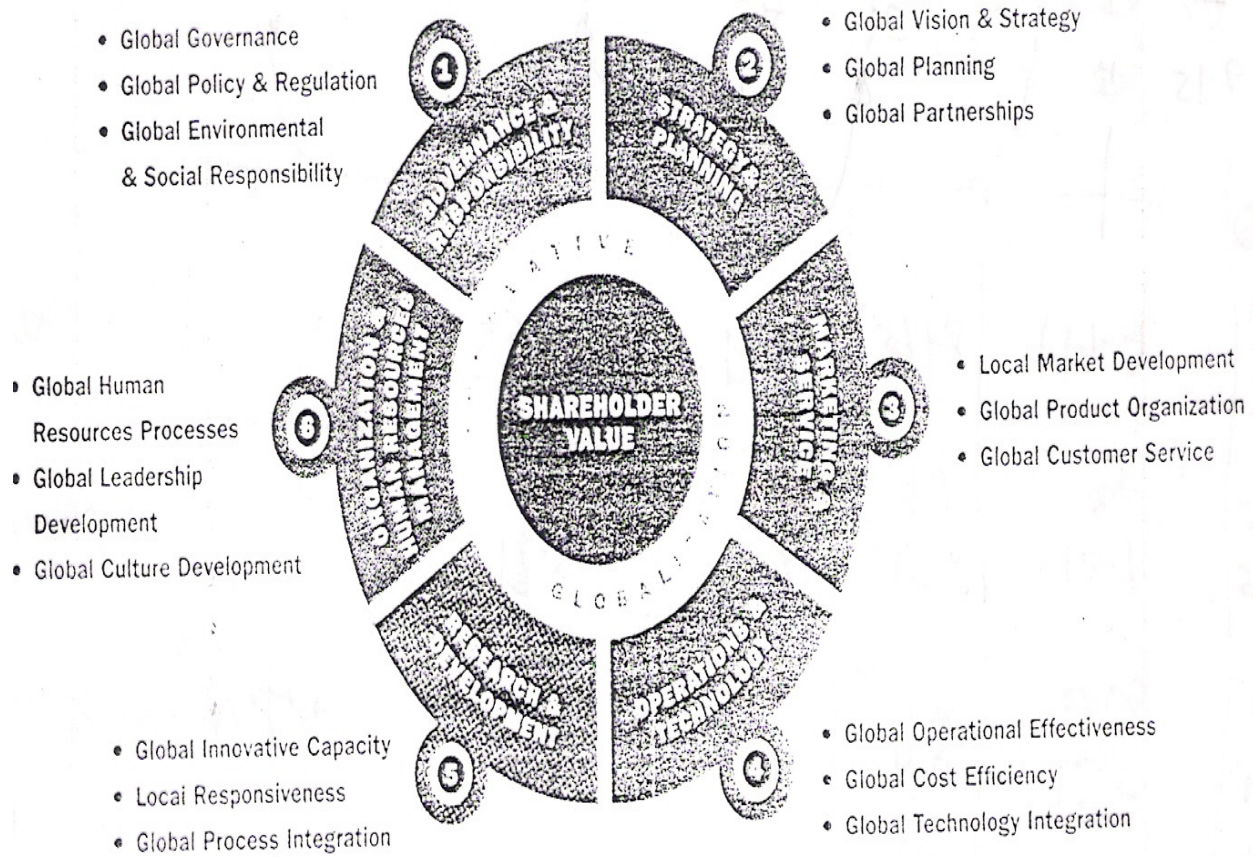 • Global Governance
• Global Policy & Regulation
• Global Environmental
& Social Responsibility
1
GOVERNANCE &
RESPONSIBILITY
2
STRATEGY &
PLANNING
• Global Vision & Strategy
• Global Planning
• Global Partnerships
MARKETING &
SERVICE
3
• Local Market Development
• Global Product Organization
• Global Customer Service
OPERATIONS &
TECHNOLOGY
4
• Global Operational Effectiveness
• Global Cost Efficiency
• Global Technology Integration
RESEARCH &
DEVELOPMENT
5
• Global Innovative Capacity
• Local Responsiveness
• Global Process Integration
ORGANIZATION &
HUMAN RESOURCES
MANAGEMENT
6
• Global Human
Resources Processes
• Global Leadership
Development
• Global Culture Development
SHAREHOLDER
VALUE